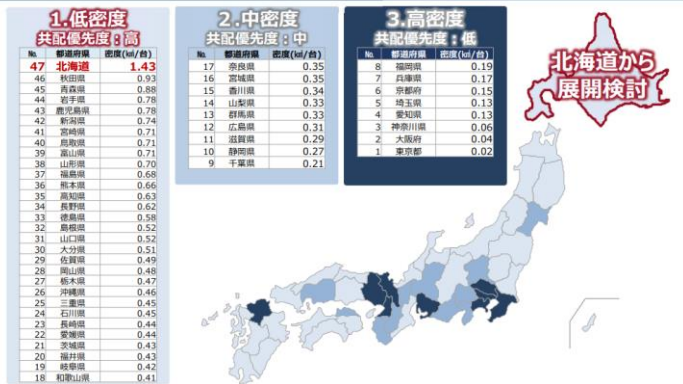 1.低密度
共配優先度:高
№ 都道府県 密度(㎢/台)
47 北海道 1.43
46 秋田県 0.93
45 青森県 0.88
44 岩手県 0.78
43 鹿児島県 0.78
42 新潟県 0.74
41 宮崎県 0.71
40 鳥取県 0.71
39 富山県 0.71
38 山形県 0.70
37 福島県 0.68
36 熊本県 0.66
35 高知県 0.63
34 長野県 0.62
33 徳島県 0.58
32 島根県 0.52
31 山口県 0.52
30 大分県 0.51
29 佐賀県 0.49
28 岡山県 0.48
27 栃木県 0.47
26 沖縄県 0.46
25 三重県 0.45
24 石川県 0.45
23 長崎県 0.44
22 愛媛県 0.44
21 茨城県 0.43
20 福井県 0.43
19 岐阜県 0.42
18 和歌山県 0.41
2.中密度
共配優先度:中
№ 都道府県 密度(㎢/台)
17 奈良県 0.35
16 宮城県 0.35
15 香川県 0.34
14 山梨県 0.33
13 群馬県 0.33
12 広島県 0.31
11 滋賀県 0.29
10 静岡県 0.27
9 千葉県 0.21
3.高密度
共配優先度:低
№ 都道府県 密度(㎢/台)
8 福岡県 0.19
7 兵庫県 0.17
6 京都府 0.15
5 埼玉県 0.13
4 愛知県 0.13
3 神奈川県 0.06
2 大阪府 0.04
1 東京都 0.02
北海道から
展開検討